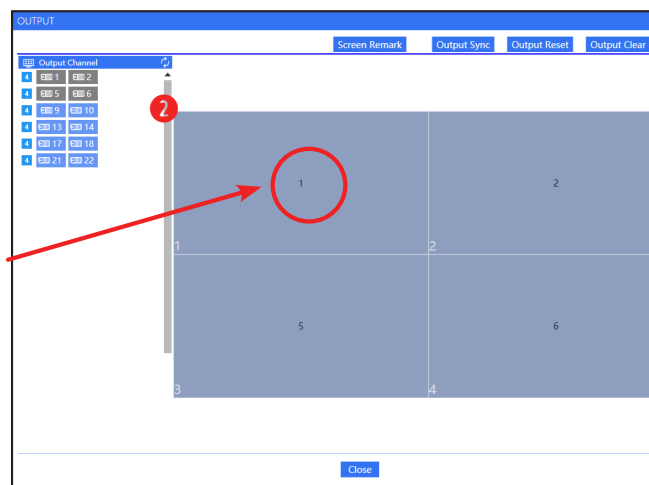 OUTPUT
Screen Remark Output Sync Output Reset Output Clear
Output Channel
4 1 2
4 5 6
4 9 10
4 13 14
4 17 18
4 21 22
2
1 2
1 2
5 6
3 4
Close